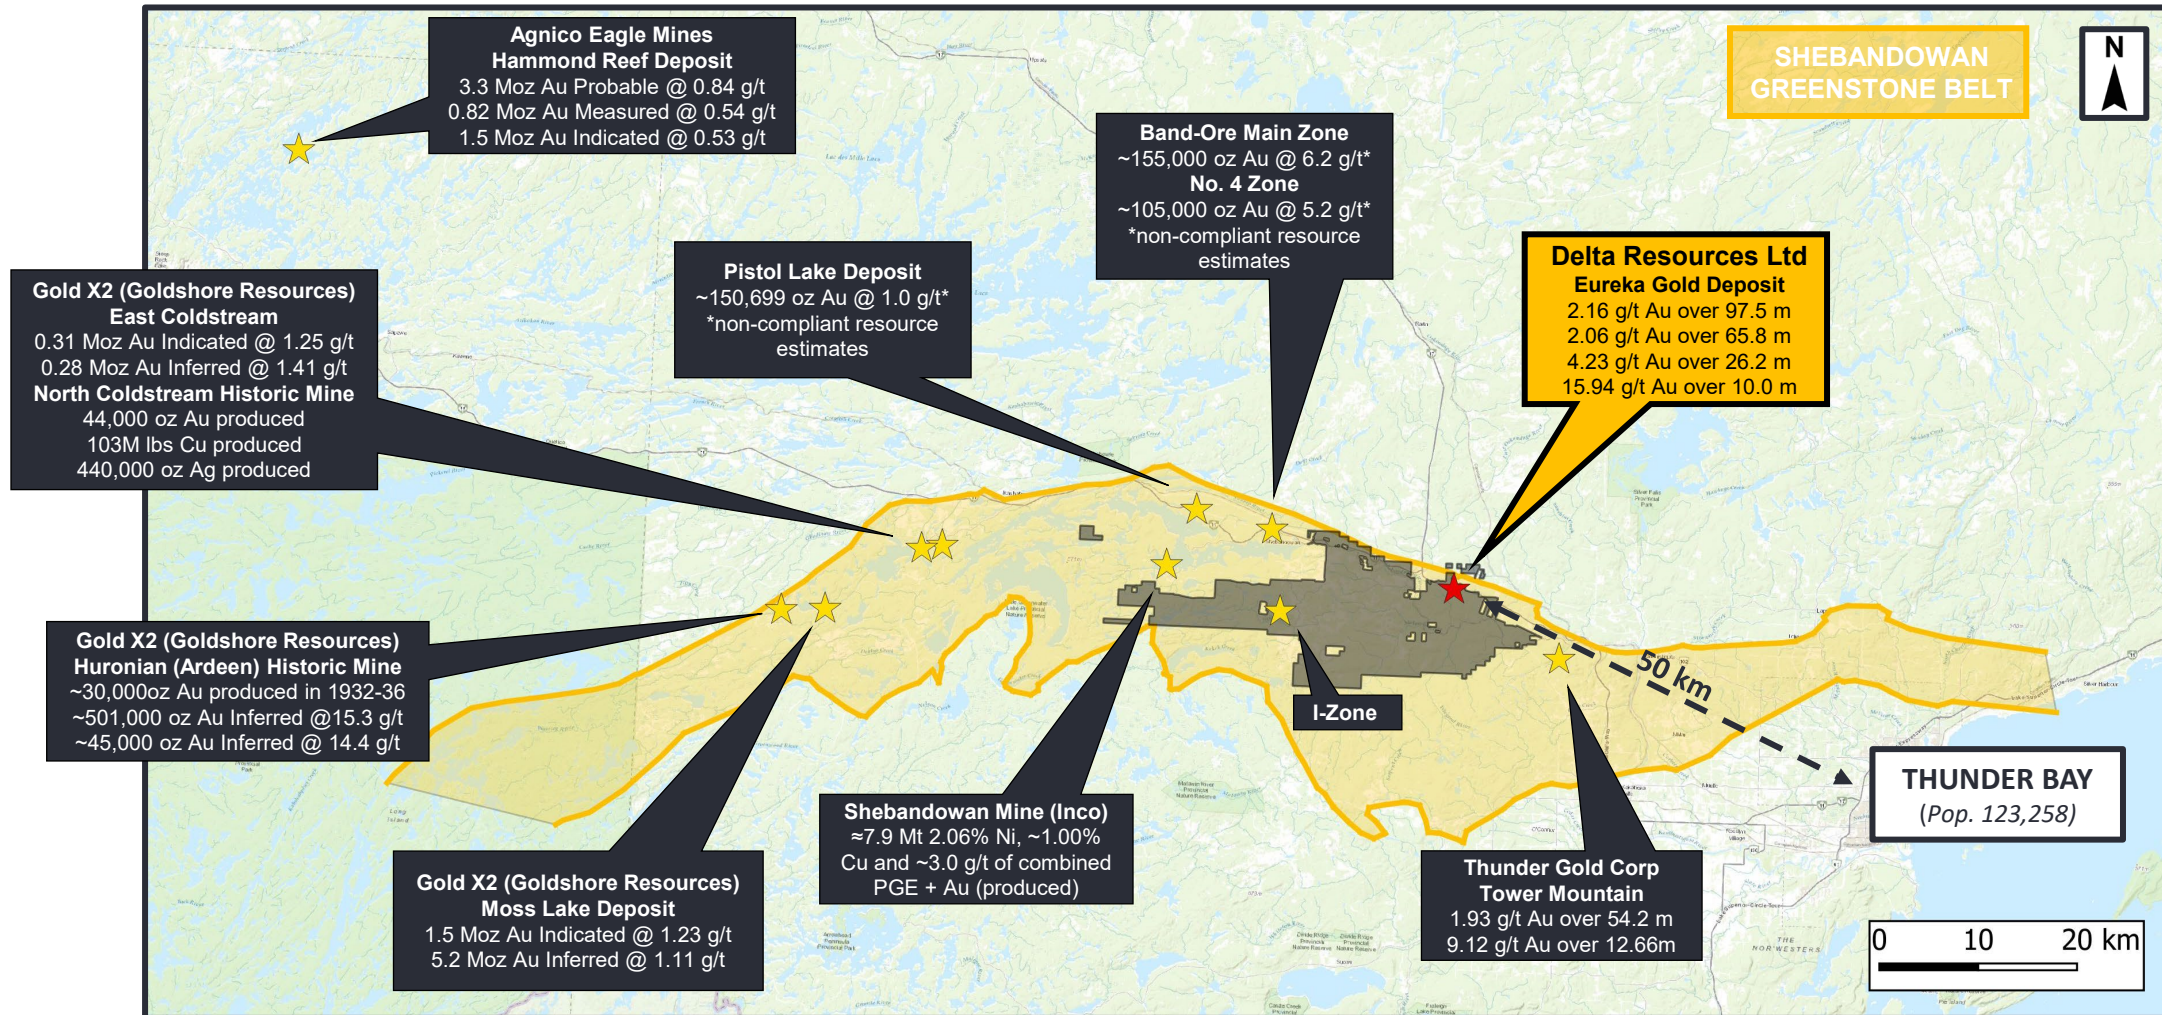 Agnico Eagle Mines
Hammond Reef Deposit
3.3 Moz Au Probable @ 0.84 g/t
0.82 Moz Au Measured @ 0.54 g/t
1.5 Moz Au Indicated @ 0.53 g/t
SHEBANDOWAN
GREENSTONE BELT
N
Band-Ore Main Zone
~155,000 oz Au @ 6.2 g/t*
No. 4 Zone
~105,000 oz Au @ 5.2 g/t*
*non-compliant resource
estimates
Pistol Lake Deposit
~150,699 oz Au @ 1.0 g/t*
*non-compliant resource
estimates
Delta Resources Ltd
Eureka Gold Deposit
2.16 g/t Au over 97.5 m
2.06 g/t Au over 65.8 m
4.23 g/t Au over 26.2 m
15.94 g/t Au over 10.0 m
Gold X2 (Goldshore Resources)
East Coldstream
0.31 Moz Au Indicated @ 1.25 g/t
0.28 Moz Au Inferred @ 1.41 g/t
North Coldstream Historic Mine
44,000 oz Au produced
103M lbs Cu produced
440,000 oz Ag produced
Gold X2 (Goldshore Resources)
Huronian (Ardeen) Historic Mine
~30,000oz Au produced in 1932-36
~501,000 oz Au Inferred @15.3 g/t
~45,000 oz Au Inferred @ 14.4 g/t
50 km
I-Zone
THUNDER BAY
(Pop. 123,258)
Shebandowan Mine (Inco)
≈7.9 Mt 2.06% Ni, ~1.00%
Cu and ~3.0 g/t of combined
PGE + Au (produced)
Gold X2 (Goldshore Resources)
Moss Lake Deposit
1.5 Moz Au Indicated @ 1.23 g/t
5.2 Moz Au Inferred @ 1.11 g/t
Thunder Gold Corp
Tower Mountain
1.93 g/t Au over 54.2 m
9.12 g/t Au over 12.66m
THE
NOR'WESTERS
0 10 20 km